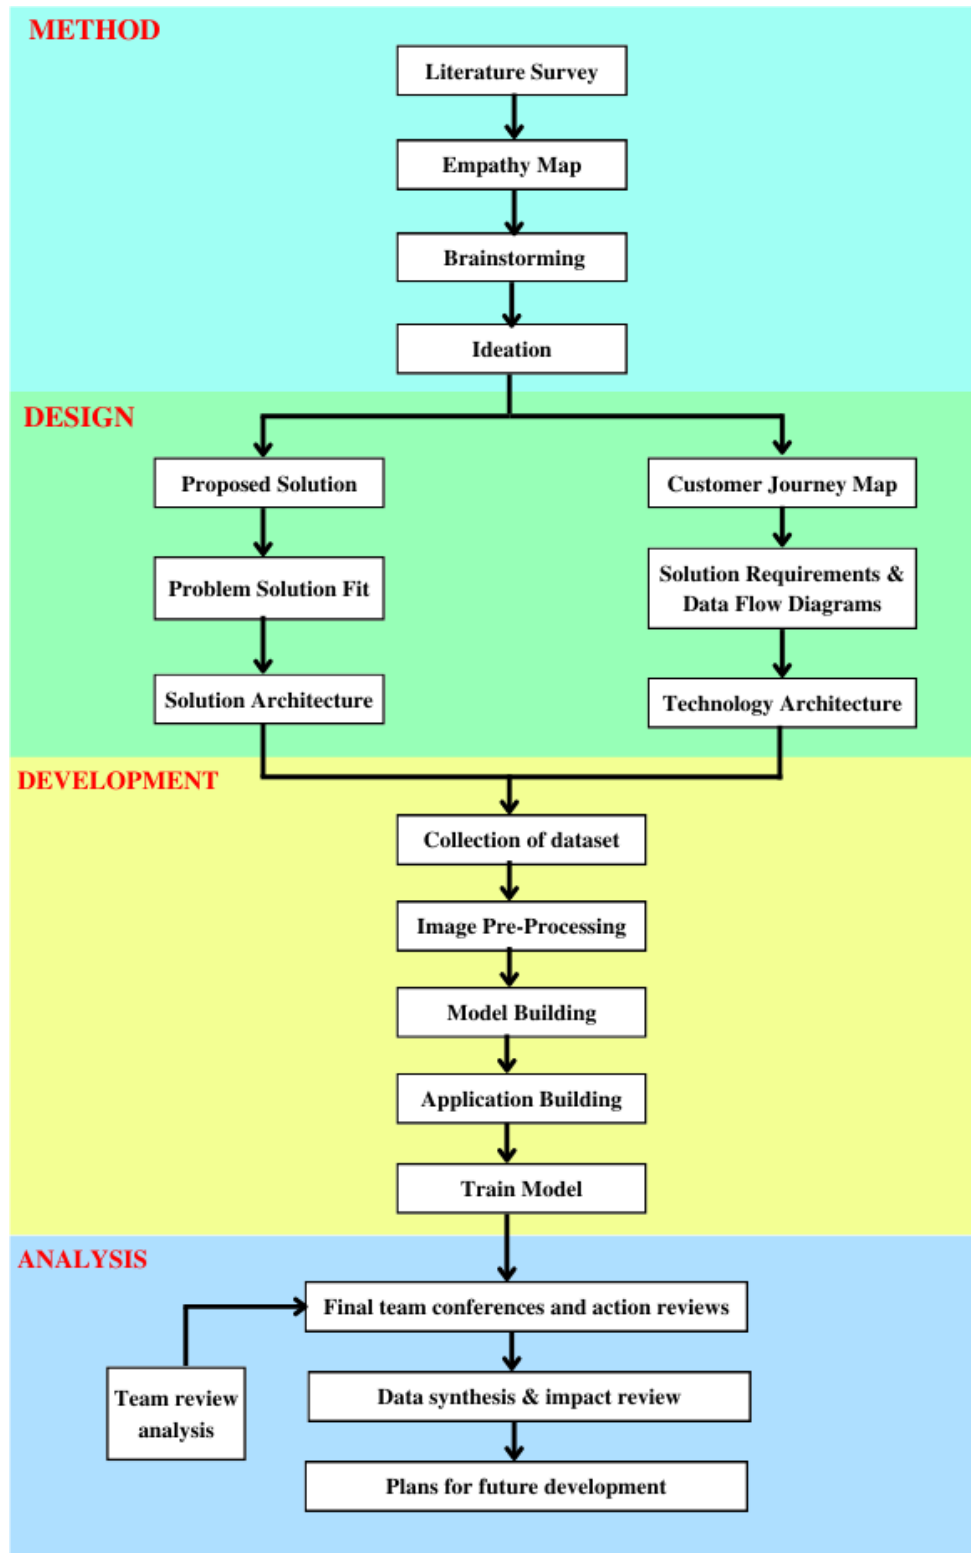 METHOD
Literature Survey
Empathy Map
Brainstorming
Ideation
DESIGN
Proposed Solution
Problem Solution Fit
Solution Architecture
Customer Journey Map
Solution Requirements &
Data Flow Diagrams
Technology Architecture
DEVELOPMENT
Collection of dataset
Image Pre-Processing
Model Building
Application Building
Train Model
ANALYSIS
Final team conferences and action reviews
Team review
analysis
Data synthesis & impact review
Plans for future development